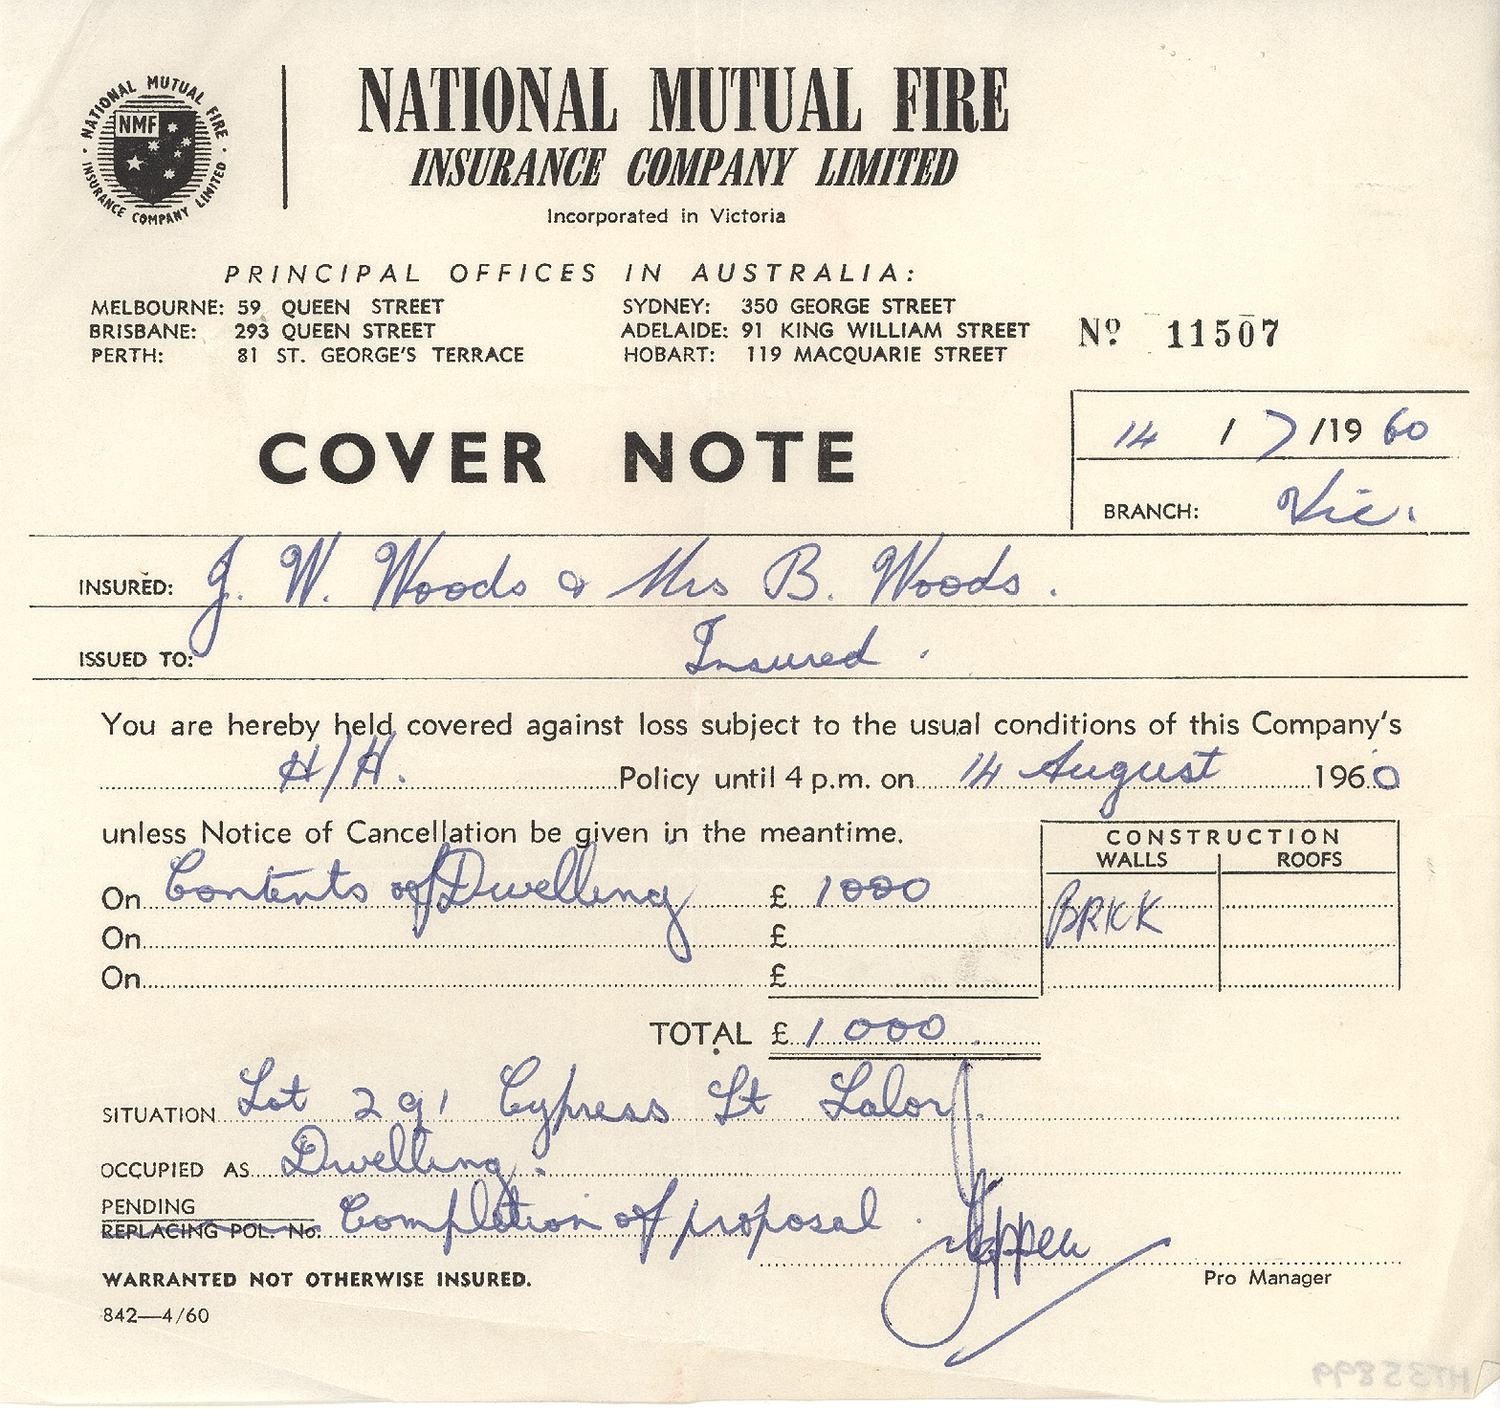 NATIONAL MUTUAL FIRE
INSURANCE COMPANY LIMITED
NMF
NATIONAL MUTUAL FIRE
INSURANCE COMPANY LIMITED
Incorporated in Victoria
PRINCIPAL OFFICES IN AUSTRALIA:
MELBOURNE: 59 QUEEN STREET SYDNEY: 350 GEORGE STREET
BRISBANE: 293 QUEEN STREET ADELAIDE: 91 KING WILLIAM STREET
PERTH: 81 ST. GEORGE'S TERRACE HOBART: 119 MACQUARIE STREET
Nº 11507
COVER NOTE
14 / 7 /19 60
BRANCH: Vic.
INSURED: J. W. Woods & Mrs B. Woods.
ISSUED TO: Insured.
You are hereby held covered against loss subject to the usual conditions of this Company's
H/H. Policy until 4 p.m. on 14 August 1960
unless Notice of Cancellation be given in the meantime.
CONSTRUCTION
WALLS ROOFS
On Contents of Dwelling £ 1000 BRICK
On £
On £
TOTAL £ 1000
SITUATION Lot 291 Cypress St Lalor.
OCCUPIED AS Dwelling.
PENDING
REPLACING POL. No. Completion of proposal.
WARRANTED NOT OTHERWISE INSURED.
Pro Manager
842—4/60
HT35899